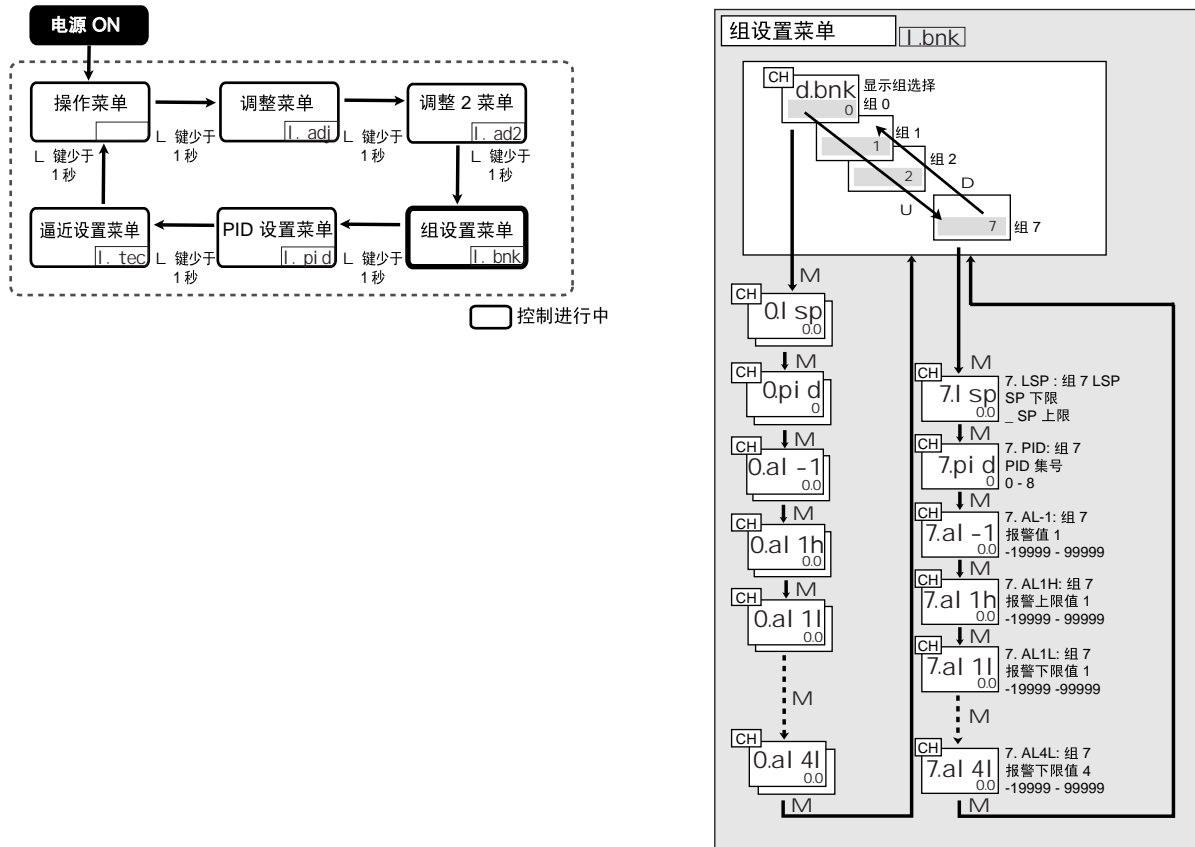 电源 ON
操作菜单
调整菜单
l. adj
调整 2 菜单
l. ad2
L 键少于
1 秒
L 键少于
1 秒
L 键少于
1 秒
L 键少于
1 秒
逼近设置菜单
l. tec
PID 设置菜单
l. pid
组设置菜单
l. bnk
L 键少于
1 秒
L 键少于
1 秒
控制进行中
组设置菜单
l.bnk
CH
d.bnk
0
显示组选择
组 0
1
组 1
2
组 2
D
U
7
组 7
M
CH
0.l sp
0.0
M
CH
0.pi d
0
M
CH
0.al -1
0.0
M
CH
0.al 1h
0.0
M
CH
0.al 1l
0.0
M
CH
0.al 4l
0.0
M
M
CH
7.l sp
0.0
7. LSP : 组 7 LSP
SP 下限
_ SP 上限
M
CH
7.pi d
0
7. PID: 组 7
PID 集号
0 - 8
M
CH
7.al -1
0.0
7. AL-1: 组 7
报警值 1
-19999 - 99999
M
CH
7.al 1h
0.0
7. AL1H: 组 7
报警上限值 1
-19999 - 99999
M
CH
7.al 1l
0.0
7. AL1L: 组 7
报警下限值 1
-19999 -99999
M
CH
7.al 4l
0.0
7. AL4L: 组 7
报警下限值 4
-19999 - 99999
M